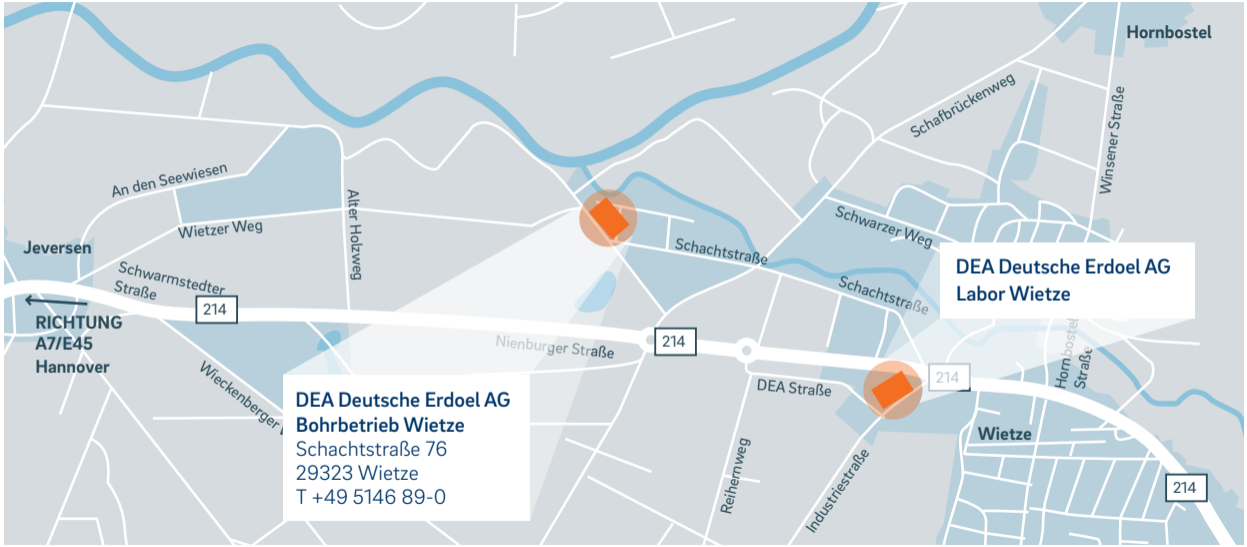 Hornbostel
Schafbrückenweg
Winsener Straße
An den Seewiesen
Alter Holzweg
Wietzer Weg
Schwarzer Weg
Jeversen
Schachtstraße
Schwarmstedter
Straße
DEA Deutsche Erdoel AG
Labor Wietze
Schachtstraße
214
RICHTUNG
A7/E45
Hannover
Nienburger Straße
214
Hornbostel
Straße
Wieckenberger
214
DEA Straße
DEA Deutsche Erdoel AG
Bohrbetrieb Wietze
Schachtstraße 76
29323 Wietze
T +49 5146 89-0
Wietze
Reihernweg
Industriestraße
214